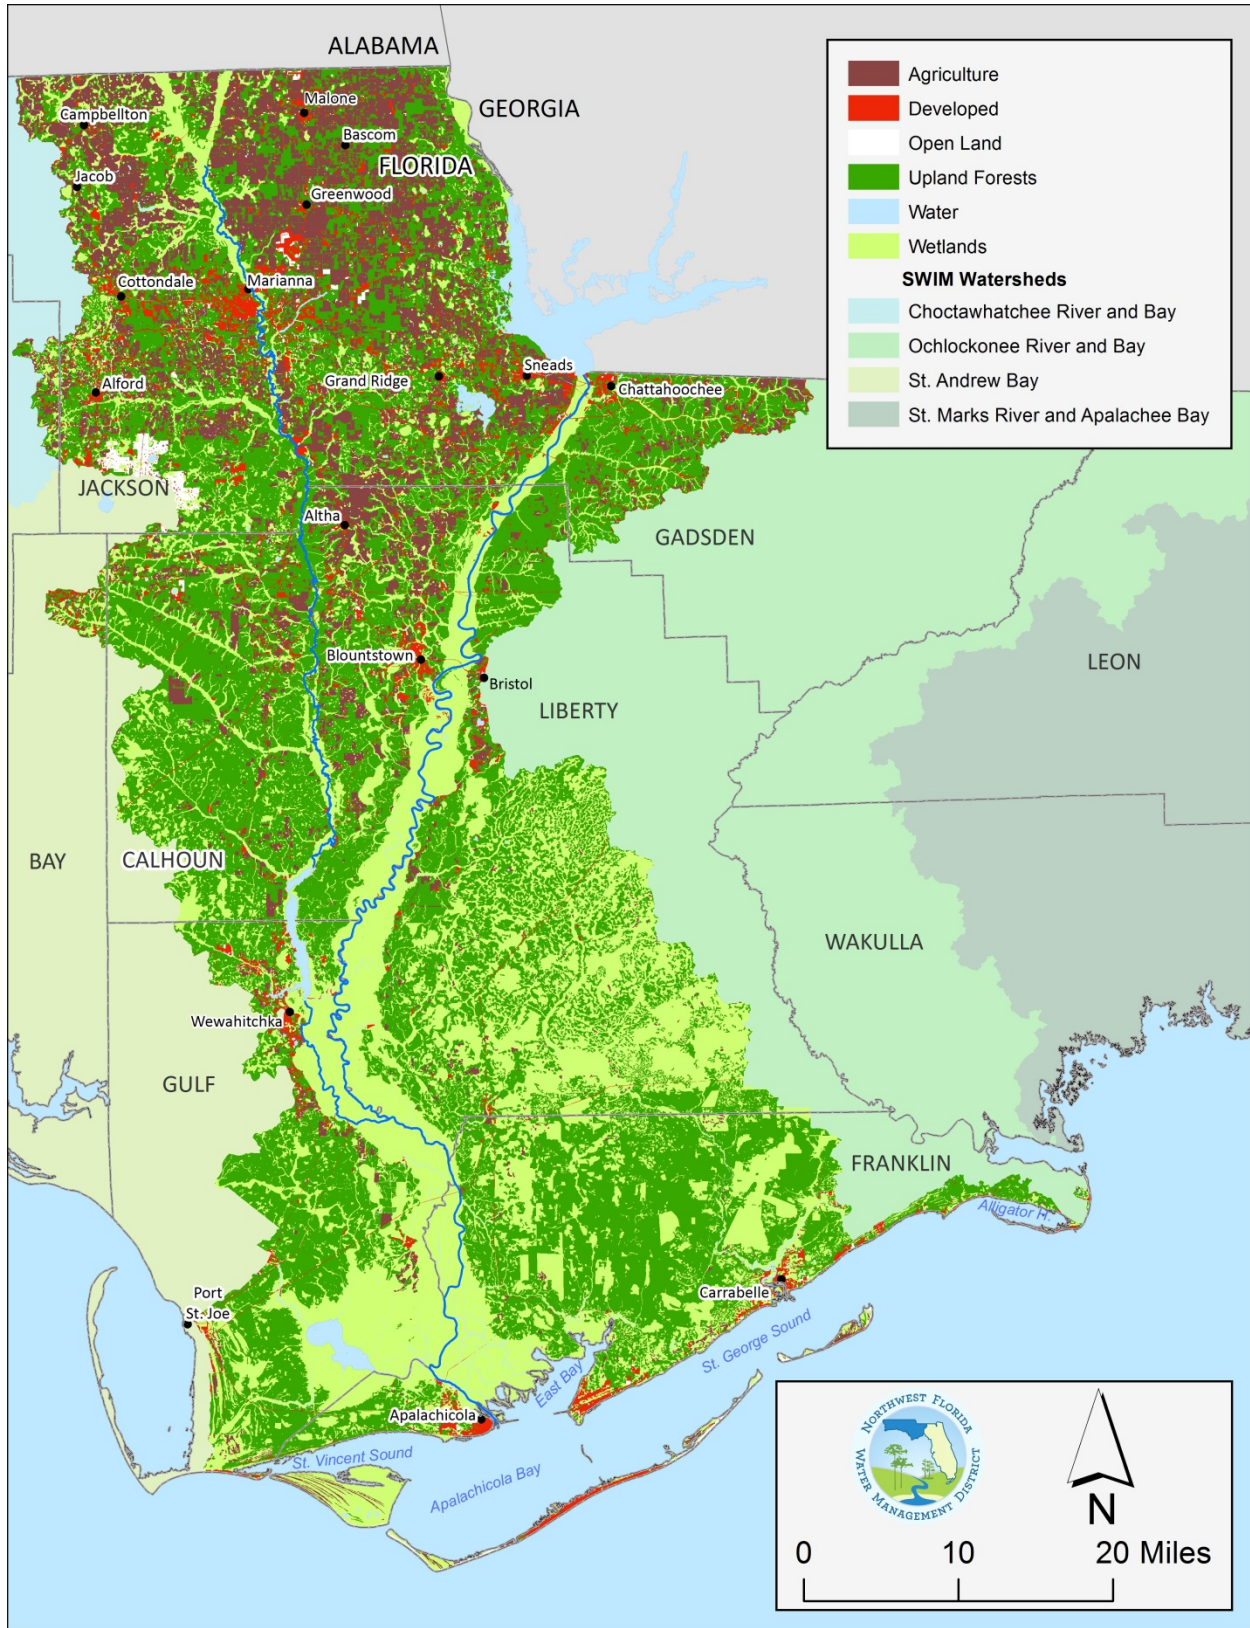 ALABAMA
GEORGIA
FLORIDA
Agriculture
Developed
Open Land
Upland Forests
Water
Wetlands
SWIM Watersheds
Choctawhatchee River and Bay
Ochlockonee River and Bay
St. Andrew Bay
St. Marks River and Apalachee Bay
Campbellton
Malone
Bascom
Jacob
Greenwood
Cottondale
Marianna
Alford
Grand Ridge
Sneads
Chattahoochee
JACKSON
Altha
GADSDEN
Blountstown
Bristol
LIBERTY
LEON
BAY
CALHOUN
WAKULLA
Wewahitchka
GULF
FRANKLIN
Alligator H.
Carrabelle
Port
St. Joe
St. George Sound
East Bay
Apalachicola
St. Vincent Sound
Apalachicola Bay
NORTHWEST FLORIDA
WATER MANAGEMENT DISTRICT
N
0 10 20 Miles